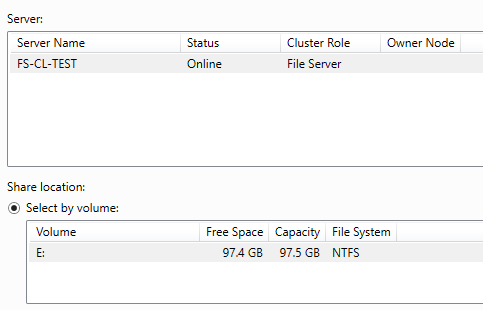 Server:
Server Name Status Cluster Role Owner Node
FS-CL-TEST Online File Server
Share location:
Select by volume:
Volume Free Space Capacity File System
E: 97.4 GB 97.5 GB NTFS